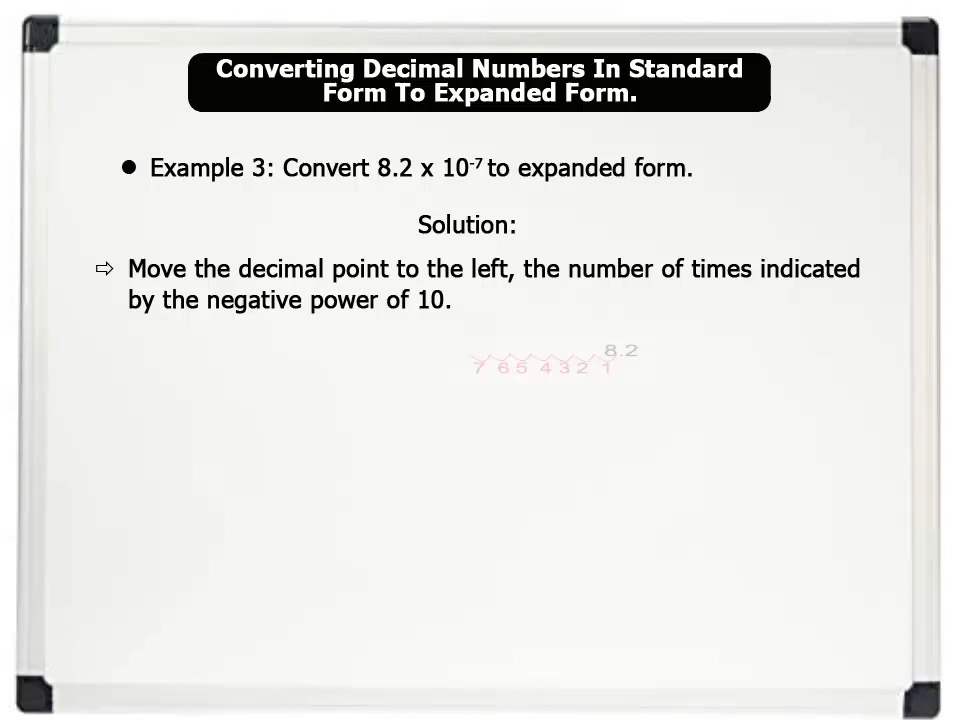 Converting Decimal Numbers In Standard
Form To Expanded Form.
● Example 3: Convert 8.2 x 10⁻⁷ to expanded form.
Solution:
⇨ Move the decimal point to the left, the number of times indicated
by the negative power of 10.
8.2
7 6 5 4 3 2 1